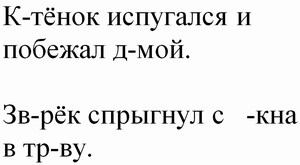 К-тёнок испугался и
побежал д-мой.
Зв-рёк спрыгнул с -кна
в тр-ву.